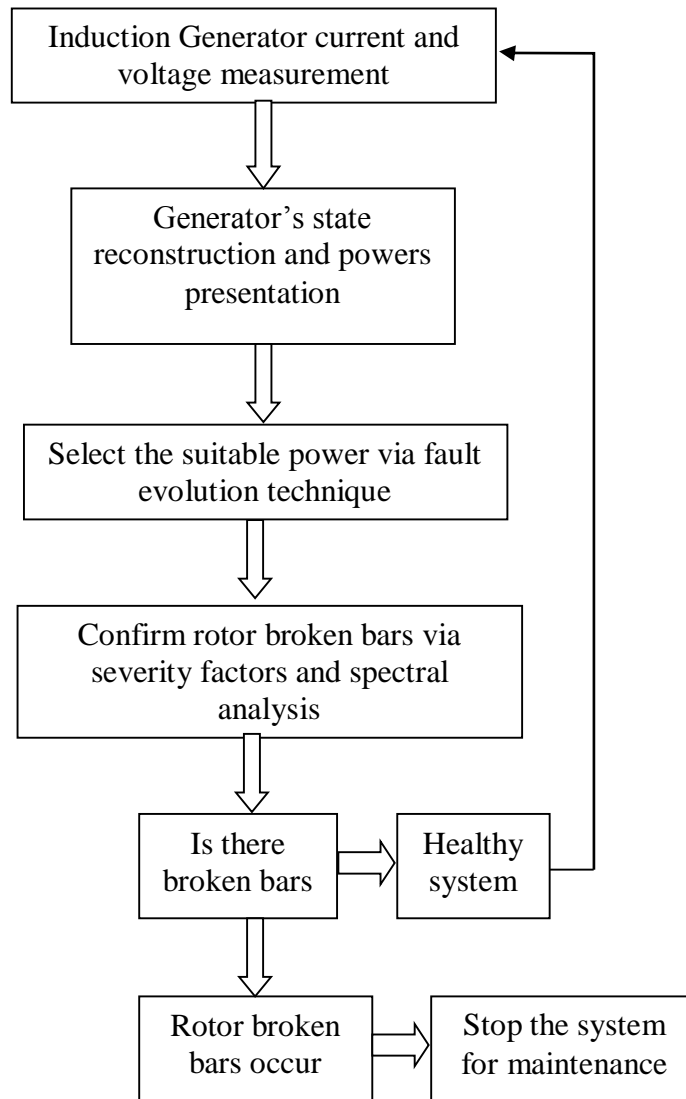 Induction Generator current and
voltage measurement
Generator’s state
reconstruction and powers
presentation
Select the suitable power via fault
evolution technique
Confirm rotor broken bars via
severity factors and spectral
analysis
Is there
broken bars
Healthy
system
Rotor broken
bars occur
Stop the system
for maintenance